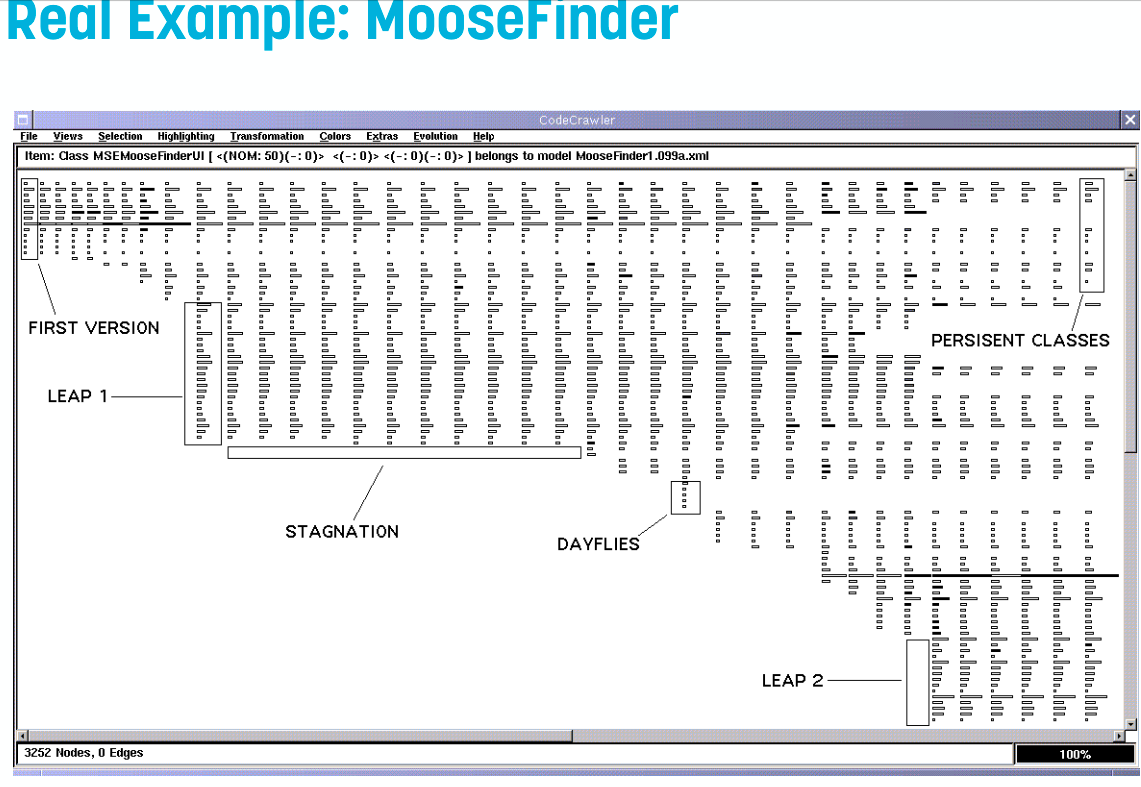 Real Example: MooseFinder
CodeCrawler
File Views Selection Highlighting Transformation Colors Extras Evolution Help
Item: Class MSEMooseFinderUI [ <(NOM: 50)(-: 0)> <(-: 0)> <(-: 0)(-: 0)> ] belongs to model MooseFinder1.099a.xml
FIRST VERSION
PERSISENT CLASSES
LEAP 1
STAGNATION
DAYFLIES
LEAP 2
3252 Nodes, 0 Edges
100%